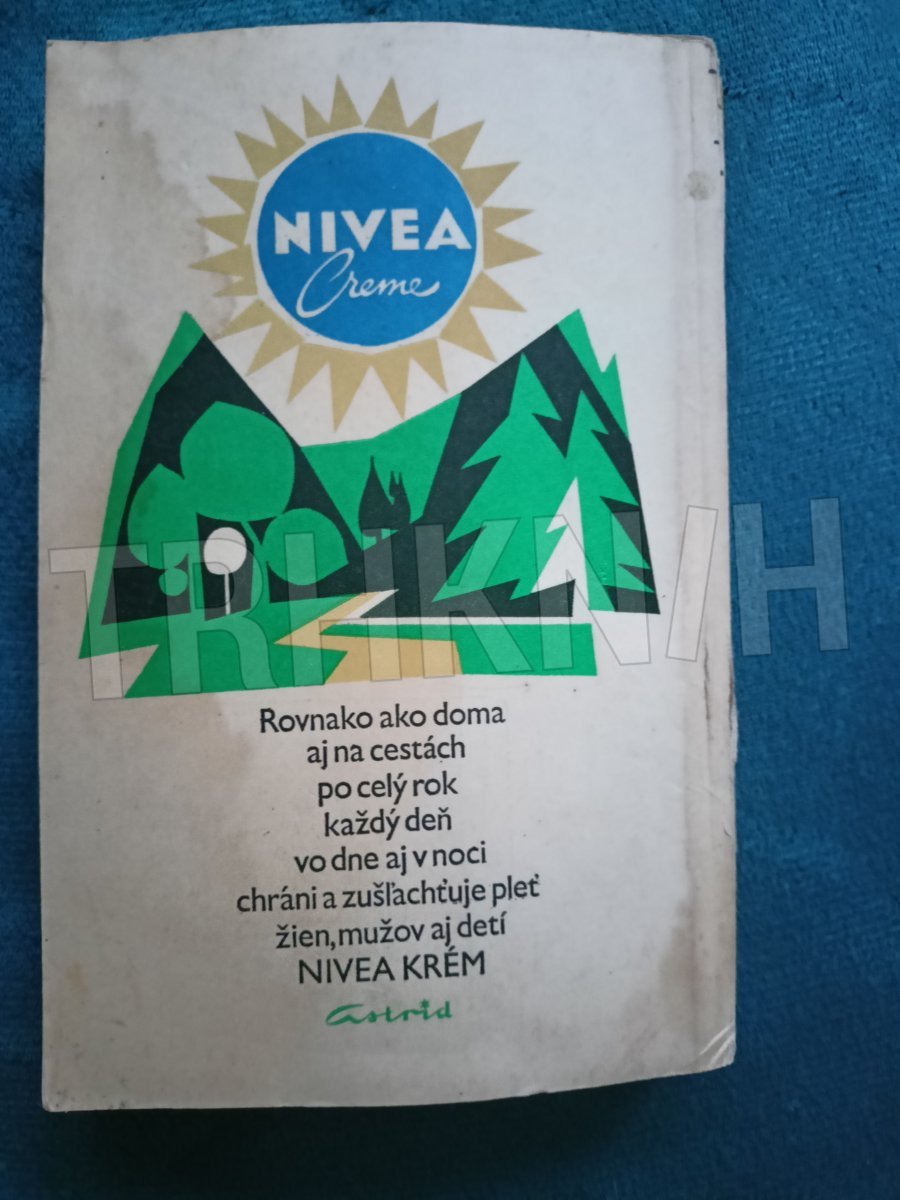 NIVEA
Creme
TRHKNÍH
Rovnako ako doma
aj na cestách
po celý rok
každý deň
vo dne aj v noci
chráni a zušľachťuje pleť
žien, mužov aj detí
NIVEA KRÉM
Astrid